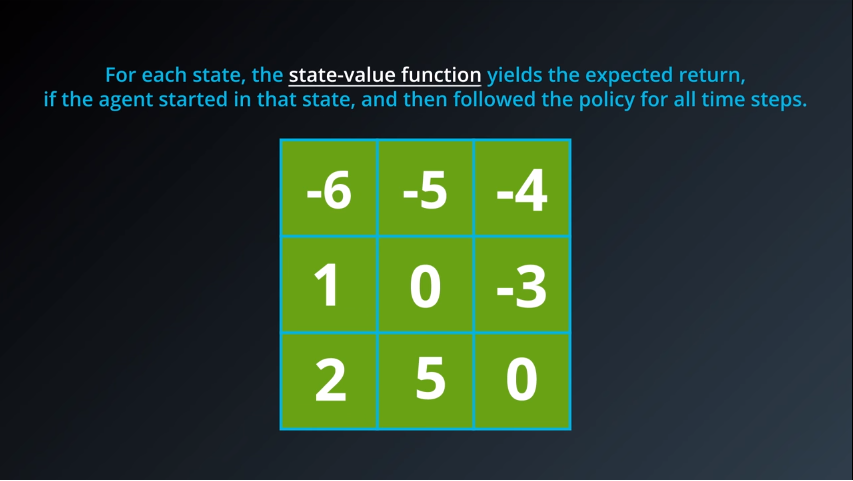 For each state, the state-value function yields the expected return,
if the agent started in that state, and then followed the policy for all time steps.
-6 -5 -4
1 0 -3
2 5 0